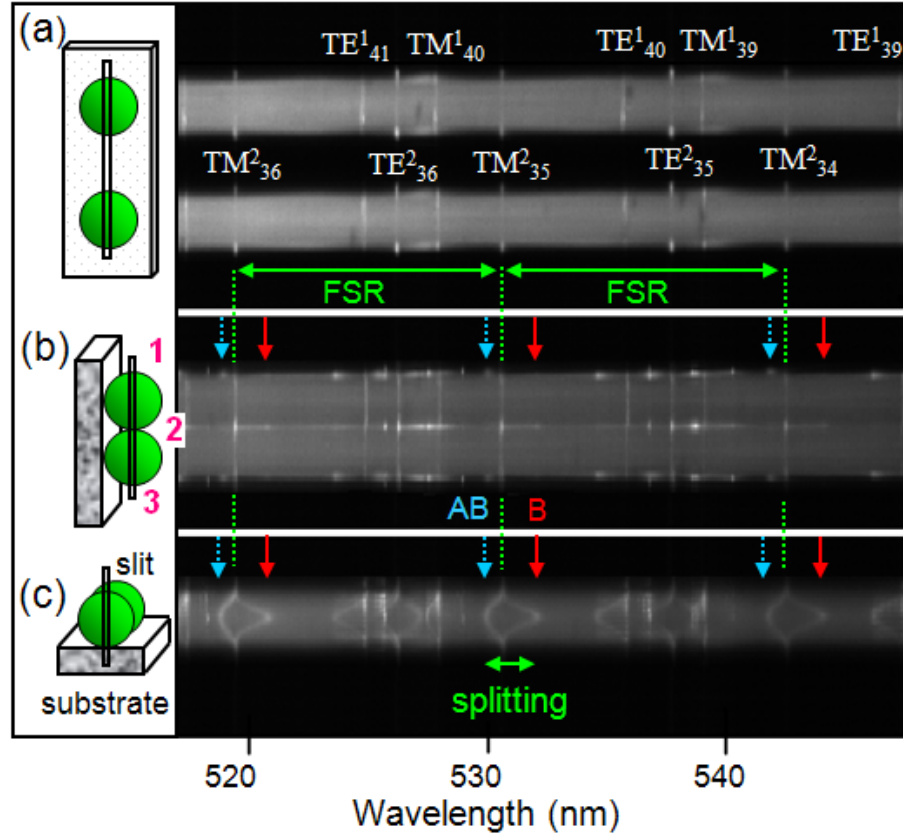 (a)
TE¹₄₁ TM¹₄₀ TE¹₄₀ TM¹₃₉ TE¹₃₉
TM²₃₆ TE²₃₆ TM²₃₅ TE²₃₅ TM²₃₄
FSR FSR
(b)
1
2
3
AB B
(c)
slit
substrate
splitting
520 530 540
Wavelength (nm)